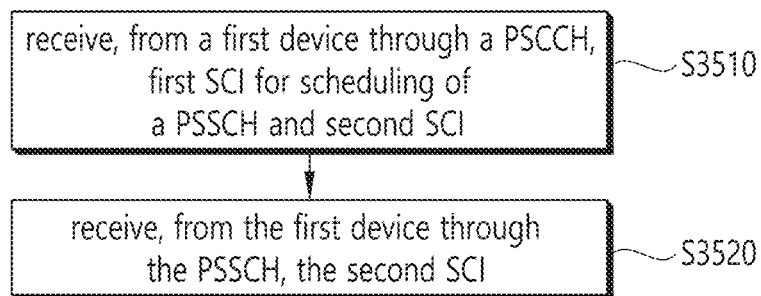 receive, from a first device through a PSCCH,
first SCI for scheduling of
a PSSCH and second SCI
S3510
receive, from the first device through
the PSSCH, the second SCI
S3520